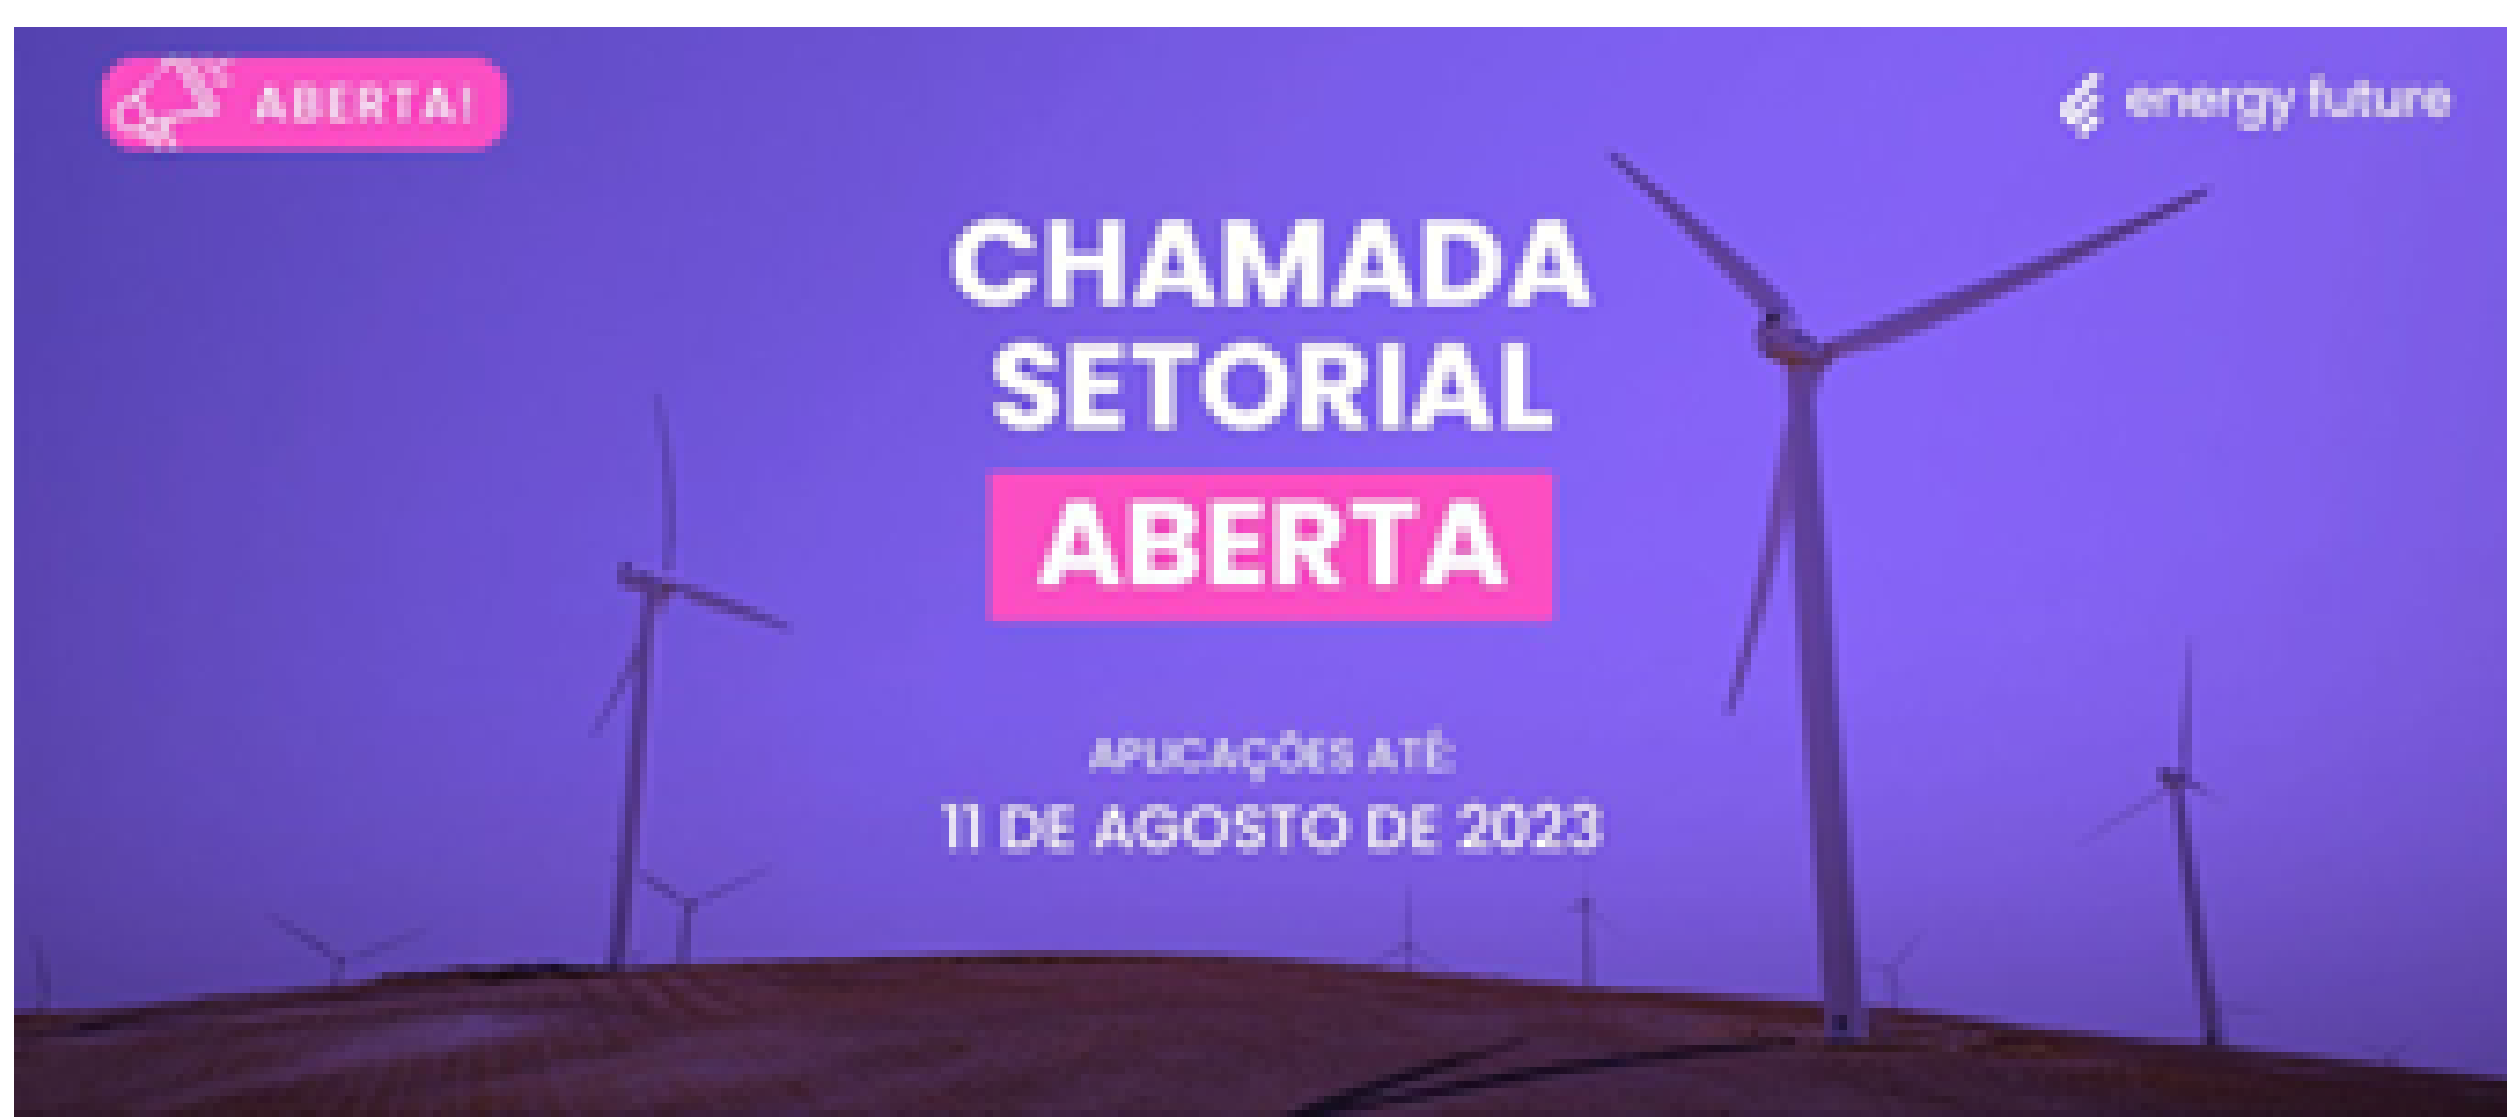 ABERTA!
energy future
CHAMADA
SETORIAL
ABERTA
APLICAÇÕES ATÉ:
11 DE AGOSTO DE 2023